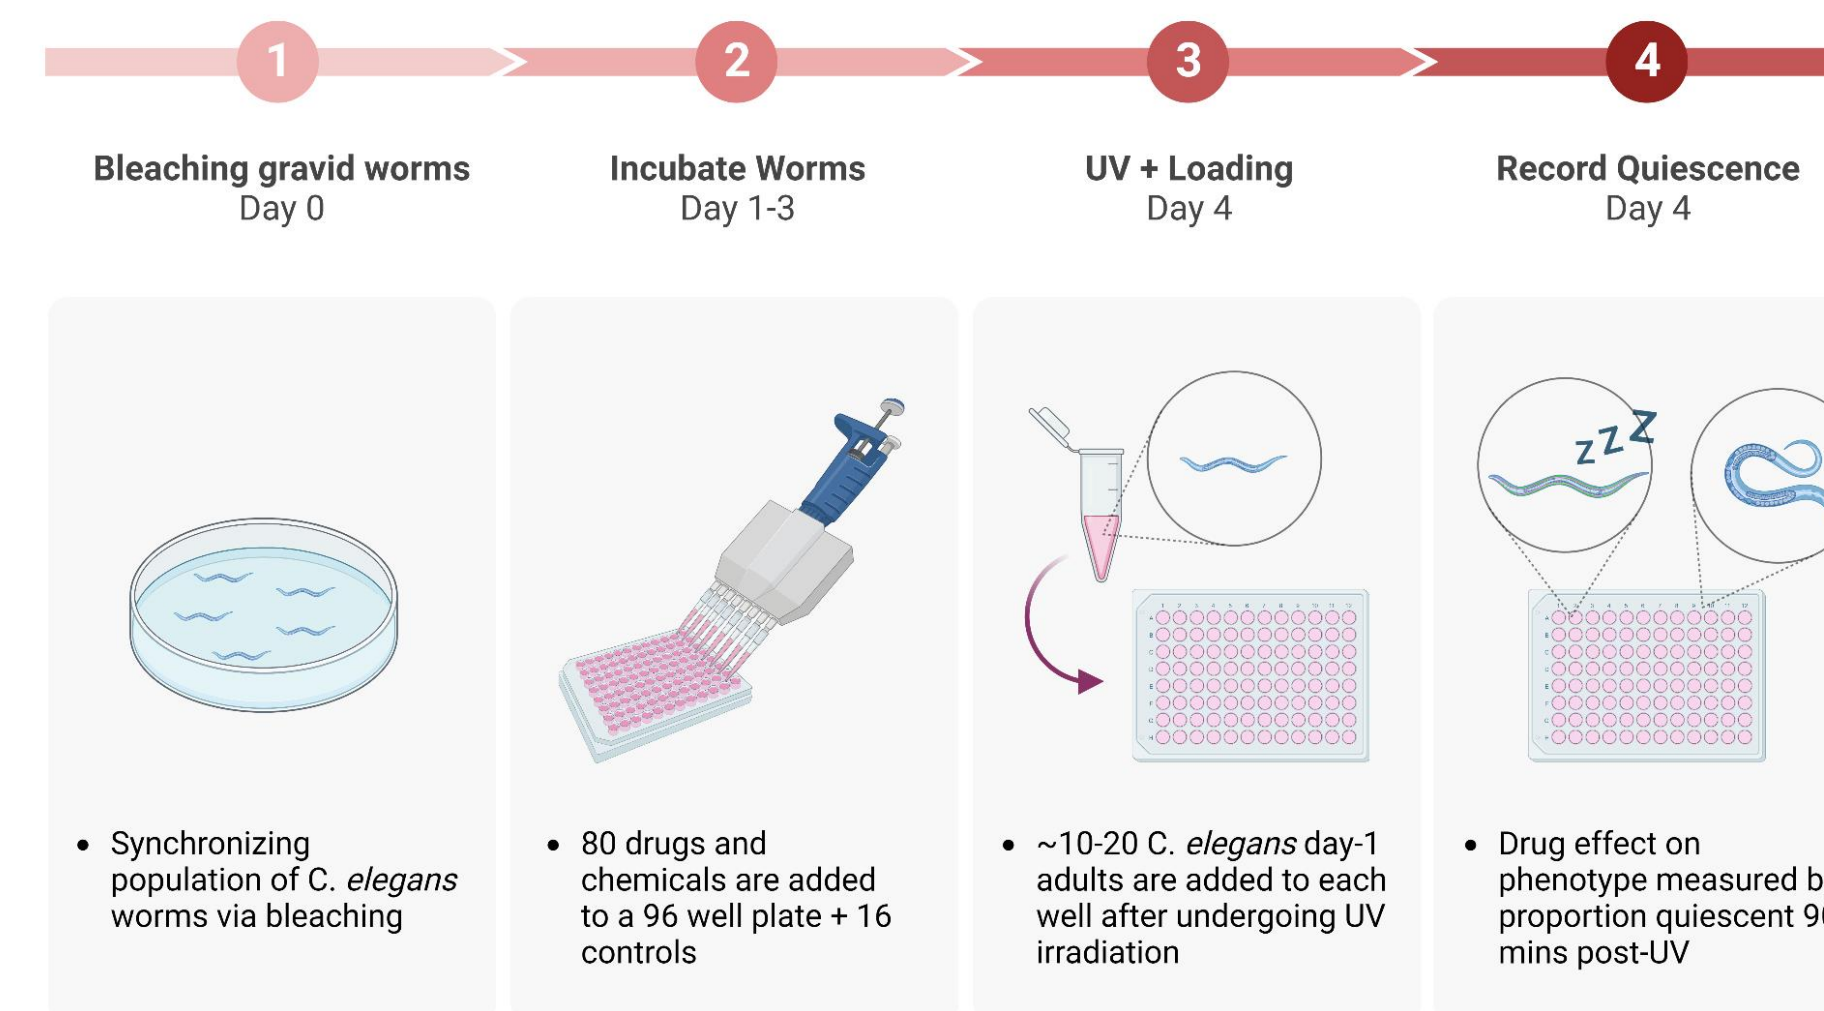 1
2
3
4
Bleaching gravid worms
Day 0
Incubate Worms
Day 1-3
UV + Loading
Day 4
Record Quiescence
Day 4
z z Z
• Synchronizing
population of C. elegans
worms via bleaching
• 80 drugs and
chemicals are added
to a 96 well plate + 16
controls
• ~10-20 C. elegans day-1
adults are added to each
well after undergoing UV
irradiation
• Drug effect on
phenotype measured
proportion quiescent
mins post-UV